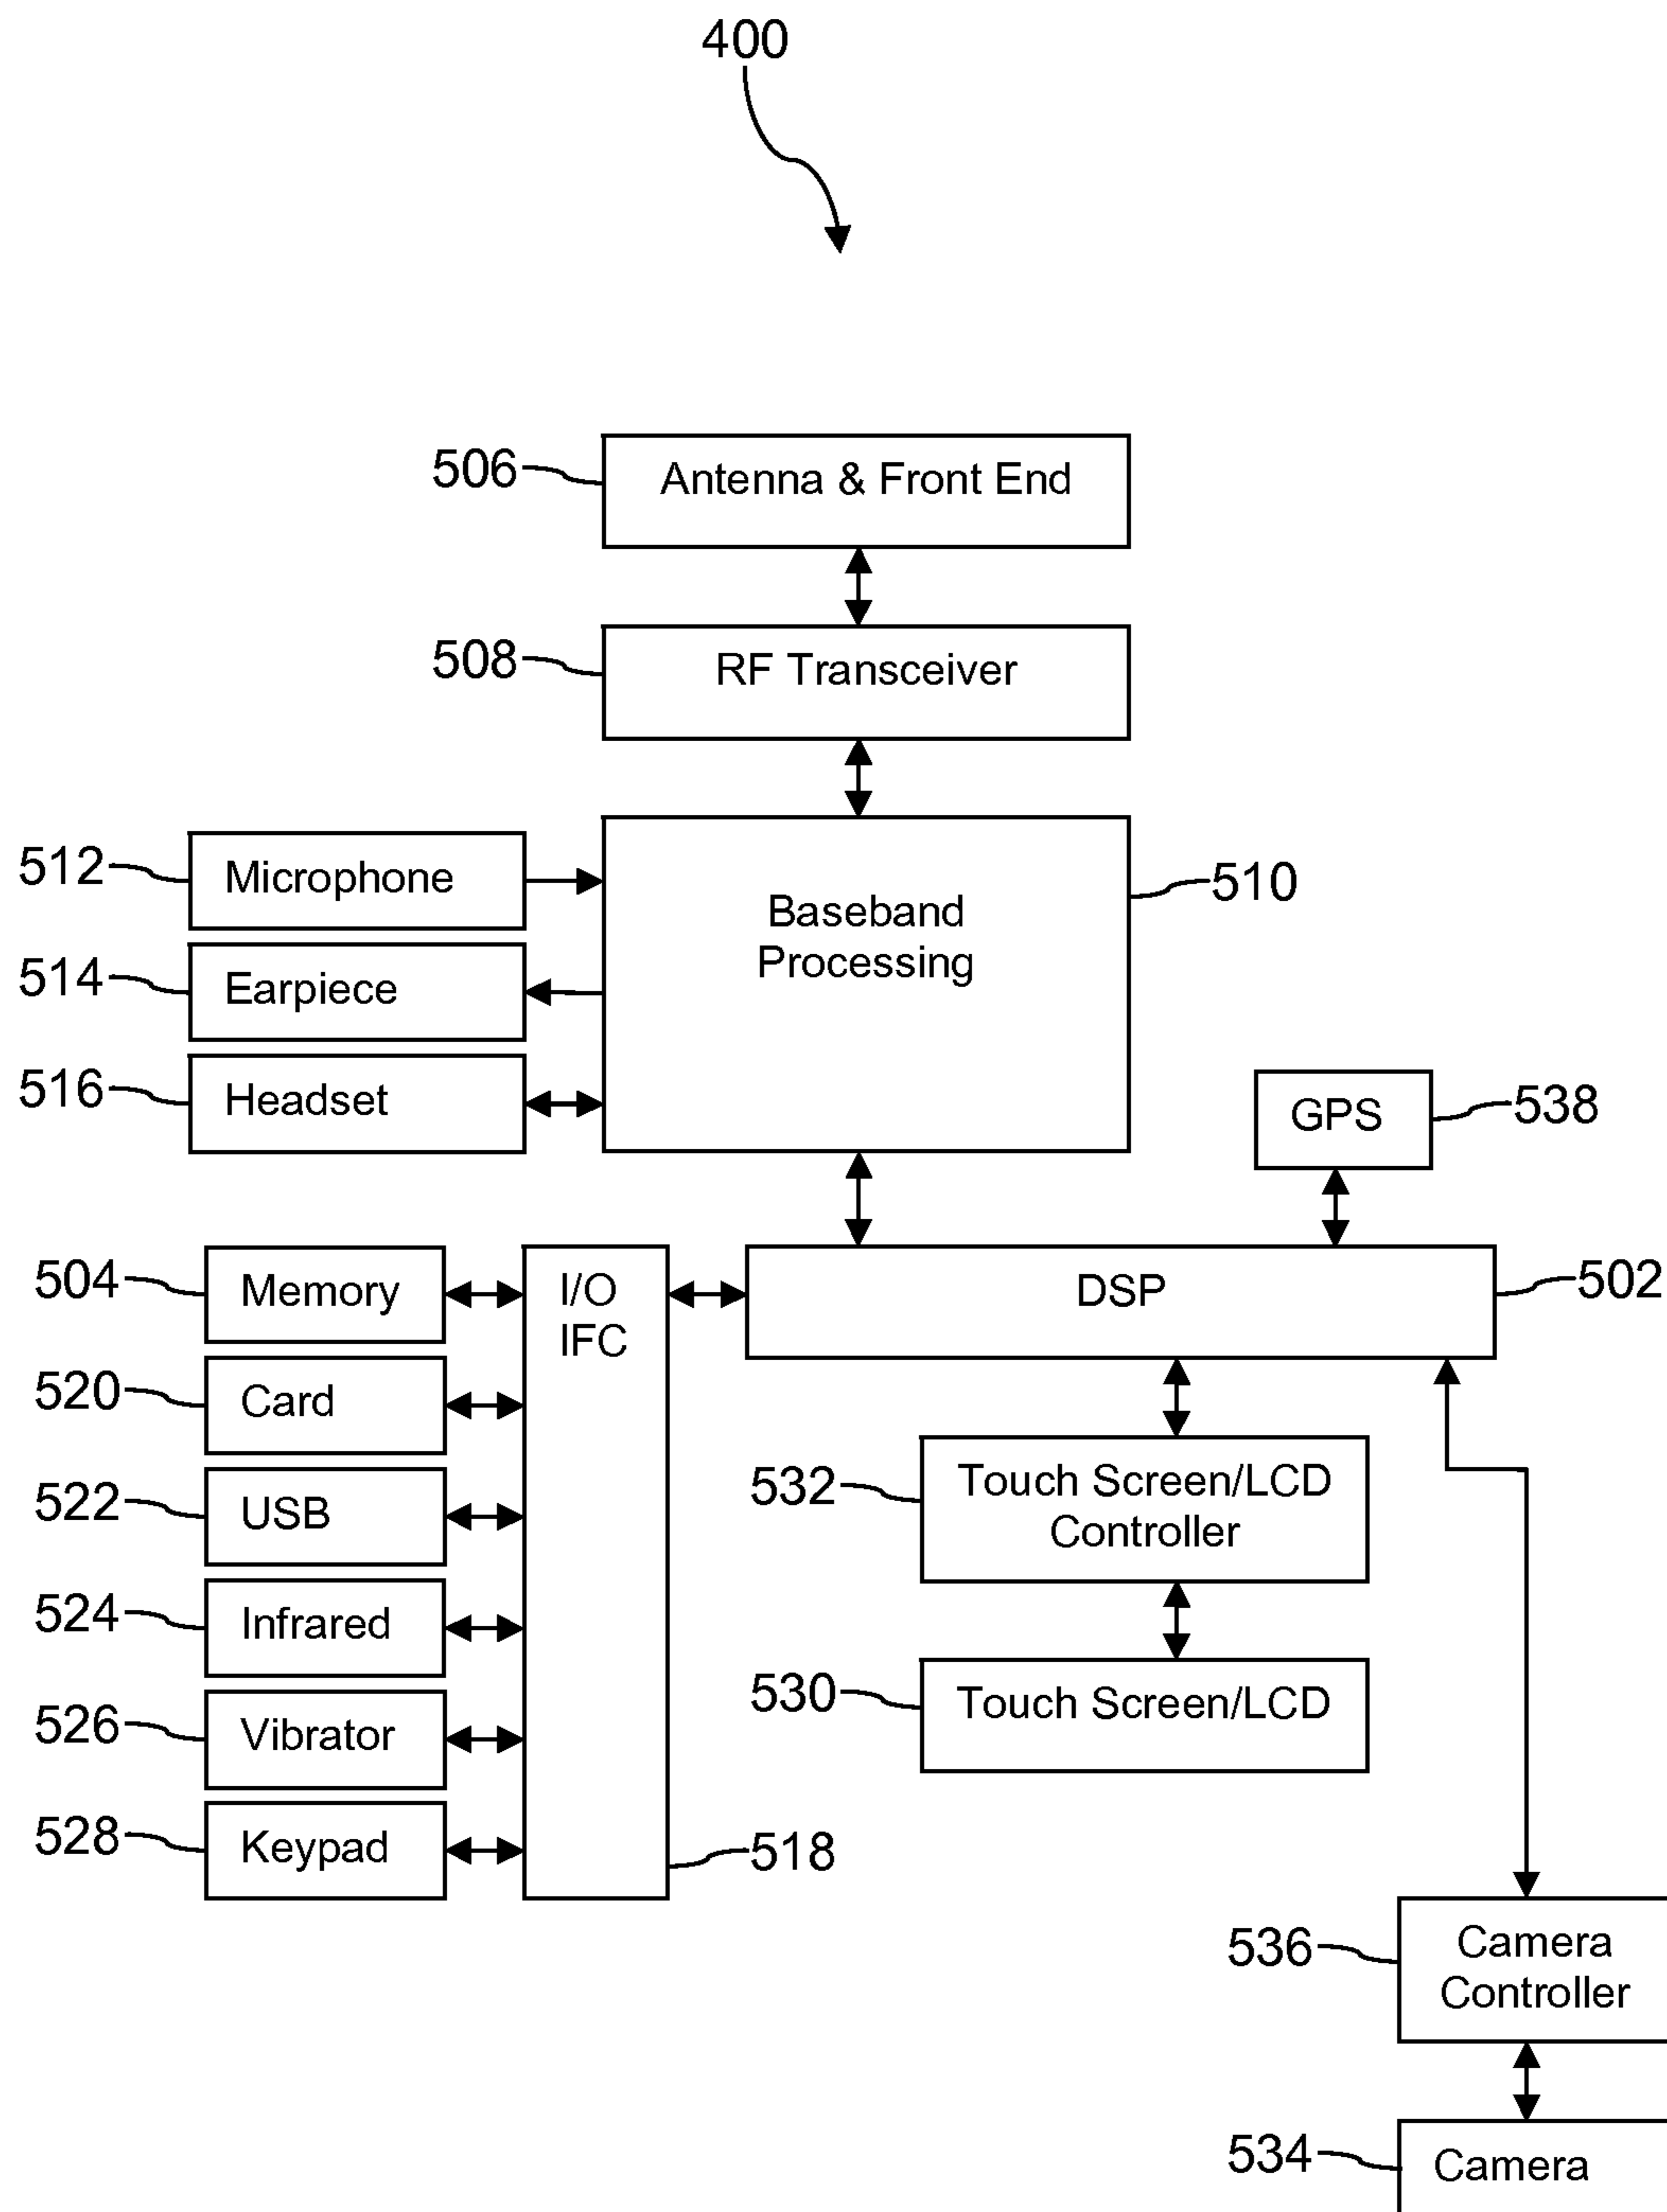 400
506
Antenna & Front End
508
RF Transceiver
512
Microphone
Baseband
Processing
510
514
Earpiece
516
Headset
GPS
538
504
Memory
I/O
IFC
DSP
502
520
Card
522
USB
532
Touch Screen/LCD
Controller
524
Infrared
526
Vibrator
530
Touch Screen/LCD
528
Keypad
518
536
Camera
Controller
534
Camera